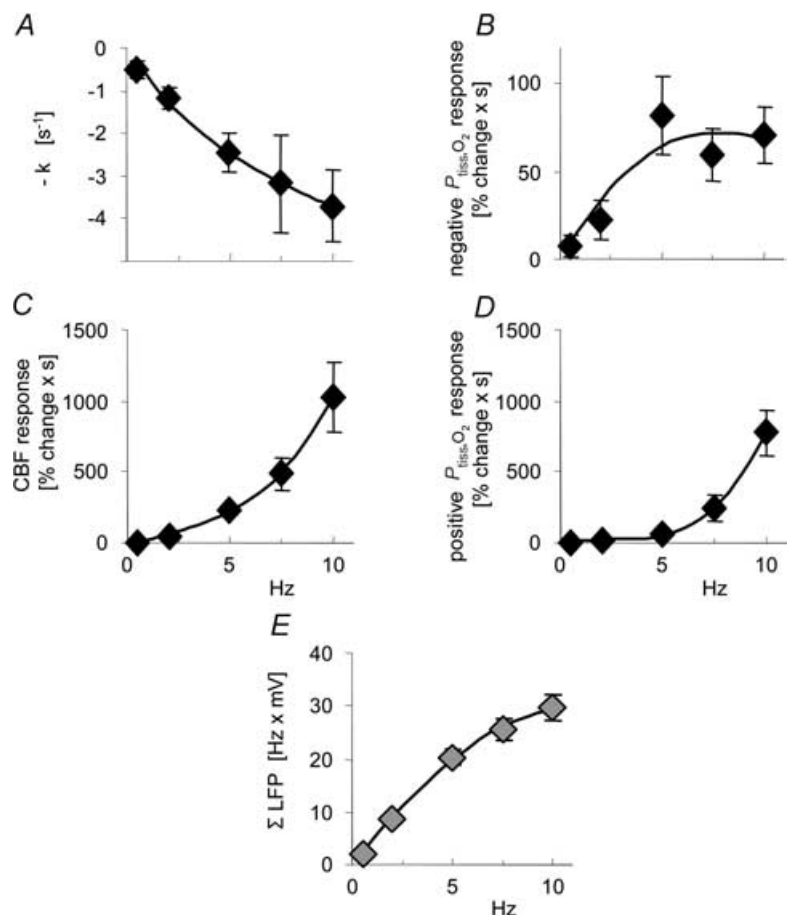 A
0
-1
-2
-3
-4
- k [s⁻¹]
B
100
50
0
negative P_tiss,O₂ response
[% change x s]
C
1500
1000
500
0
0 5 10
Hz
CBF response
[% change x s]
D
1500
1000
500
0
0 5 10
Hz
positive P_tiss,O₂ response
[% change x s]
E
40
30
20
10
0
0 5 10
Hz
Σ LFP [Hz x mV]